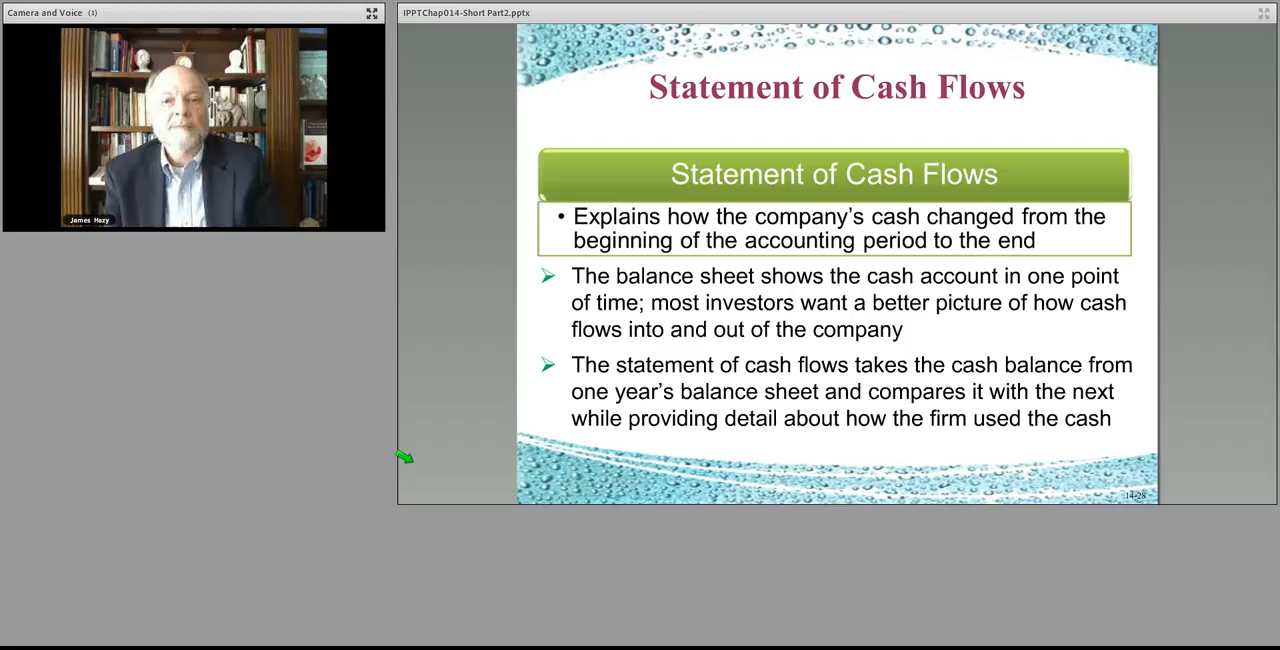 Camera and Voice (1)
James Hazy
IPPTChap014-Short Part2.pptx
Statement of Cash Flows
Statement of Cash Flows
• Explains how the company's cash changed from the
beginning of the accounting period to the end
The balance sheet shows the cash account in one point
of time; most investors want a better picture of how cash
flows into and out of the company
The statement of cash flows takes the cash balance from
one year's balance sheet and compares it with the next
while providing detail about how the firm used the cash
14-28